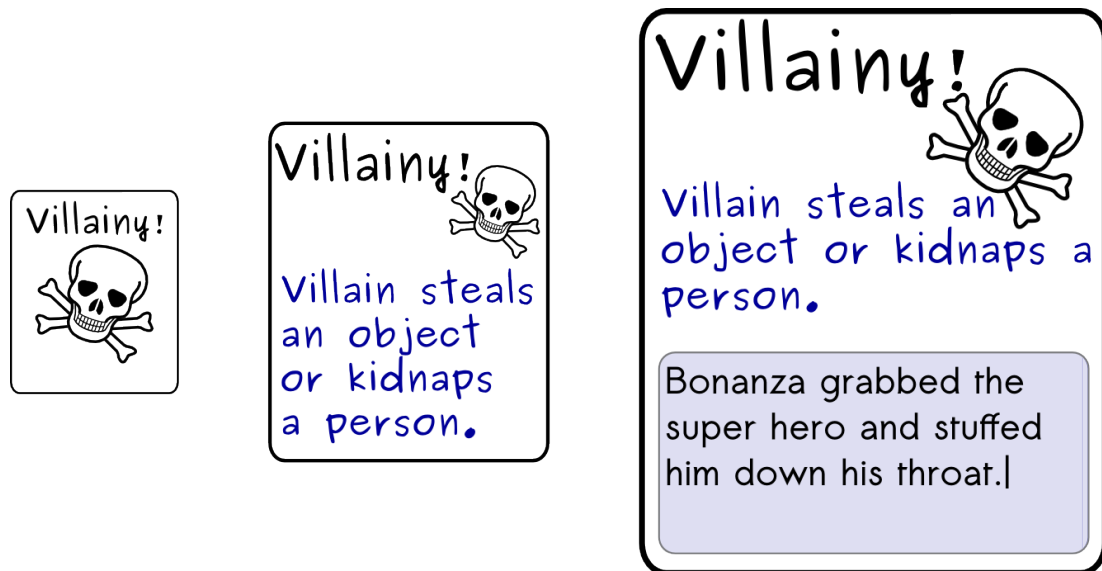 Villainy!
Villainy!
Villain steals
an object
or kidnaps
a person.
Villainy!
Villain steals an
object or kidnaps a
person.
Bonanza grabbed the
super hero and stuffed
him down his throat.